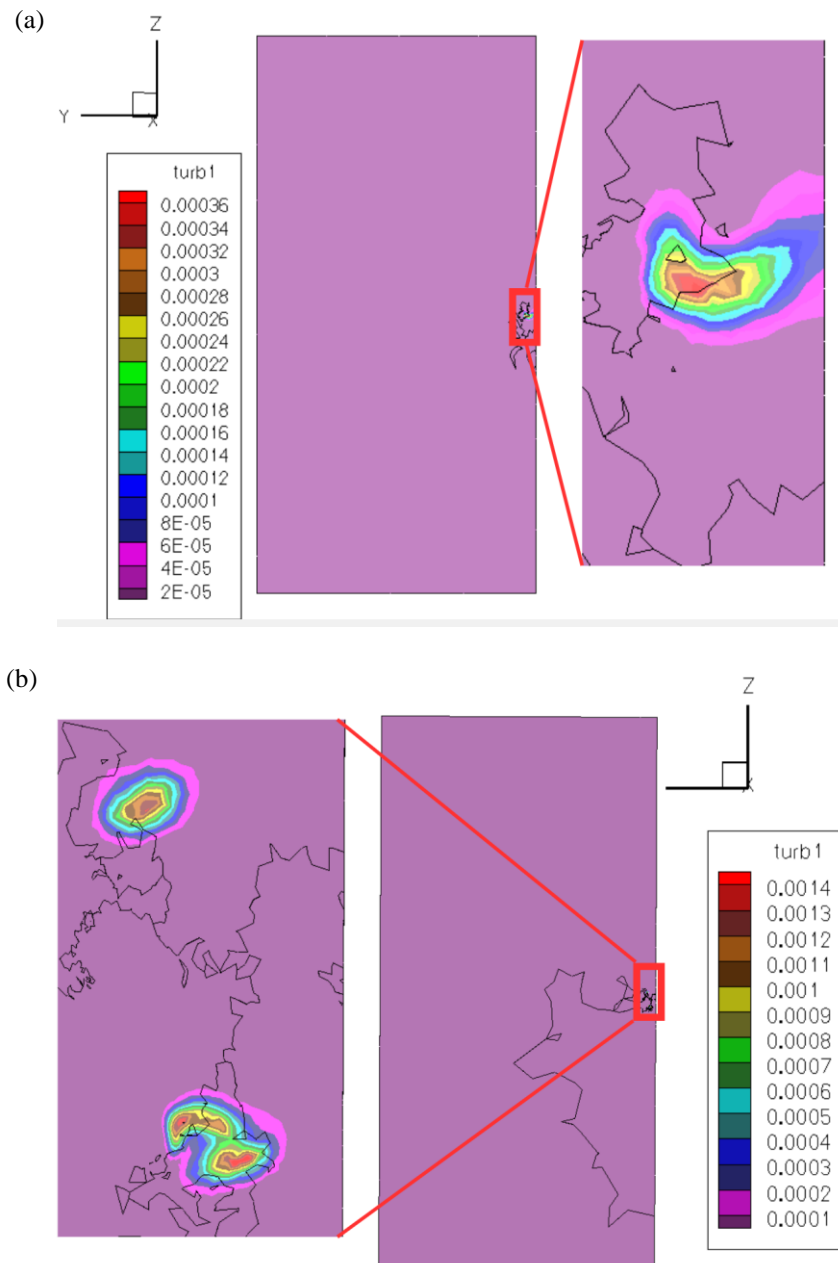 (a)
Z
Y
X
turb1
0.00036
0.00034
0.00032
0.0003
0.00028
0.00026
0.00024
0.00022
0.0002
0.00018
0.00016
0.00014
0.00012
0.0001
8E-05
6E-05
4E-05
2E-05
(b)
Z
X
turb1
0.0014
0.0013
0.0012
0.0011
0.001
0.0009
0.0008
0.0007
0.0006
0.0005
0.0004
0.0003
0.0002
0.0001